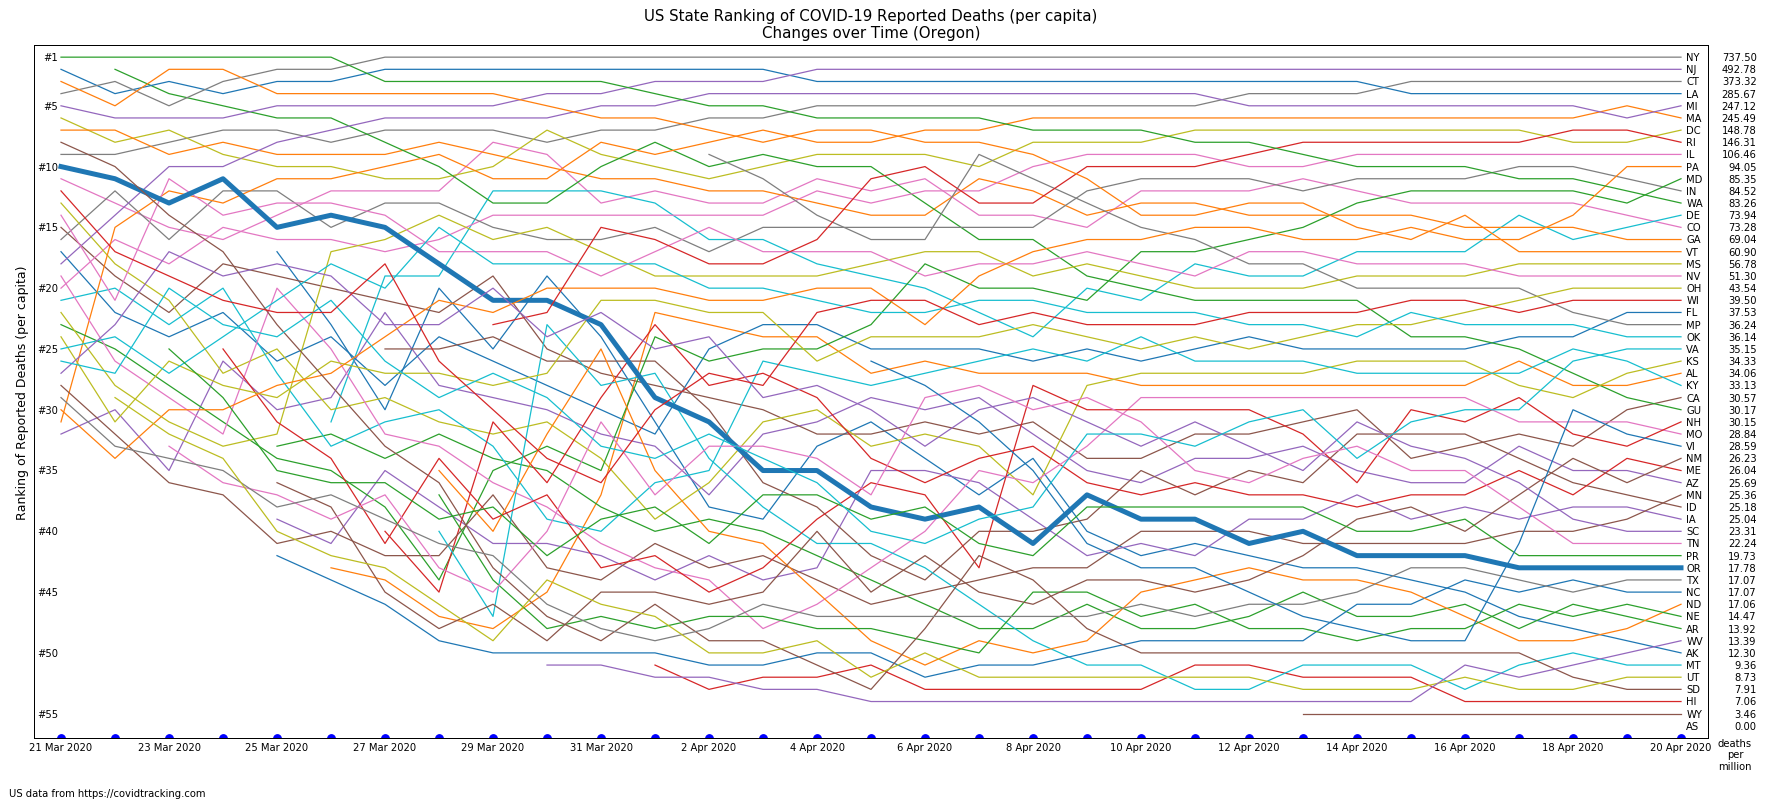 US State Ranking of COVID-19 Reported Deaths (per capita)
Changes over Time (Oregon)
Ranking of Reported Deaths (per capita)
#1
#5
#10
#15
#20
#25
#30
#35
#40
#45
#50
#55
NY 737.50
NJ 492.78
CT 373.32
LA 285.67
MI 247.12
MA 245.49
DC 148.78
RI 146.31
IL 106.46
PA 94.05
MD 85.35
IN 84.52
WA 83.26
DE 73.94
CO 73.28
GA 69.04
VT 60.90
MS 56.78
NV 51.30
OH 43.54
WI 39.50
FL 37.53
MP 36.24
OK 36.14
VA 35.15
KS 34.33
AL 34.06
KY 33.13
CA 30.57
GU 30.17
NH 30.15
MO 28.84
VI 28.59
NM 26.23
ME 26.04
AZ 25.69
MN 25.36
ID 25.18
IA 25.04
SC 23.31
TN 22.24
PR 19.73
OR 17.78
TX 17.07
NC 17.07
ND 17.06
NE 14.47
AR 13.92
WV 13.39
AK 12.30
MT 9.36
UT 8.73
SD 7.91
HI 7.06
WY 3.46
AS 0.00
21 Mar 2020 23 Mar 2020 25 Mar 2020 27 Mar 2020 29 Mar 2020 31 Mar 2020 2 Apr 2020 4 Apr 2020 6 Apr 2020 8 Apr 2020 10 Apr 2020 12 Apr 2020 14 Apr 2020 16 Apr 2020 18 Apr 2020 20 Apr 2020
deaths
per
million
US data from https://covidtracking.com